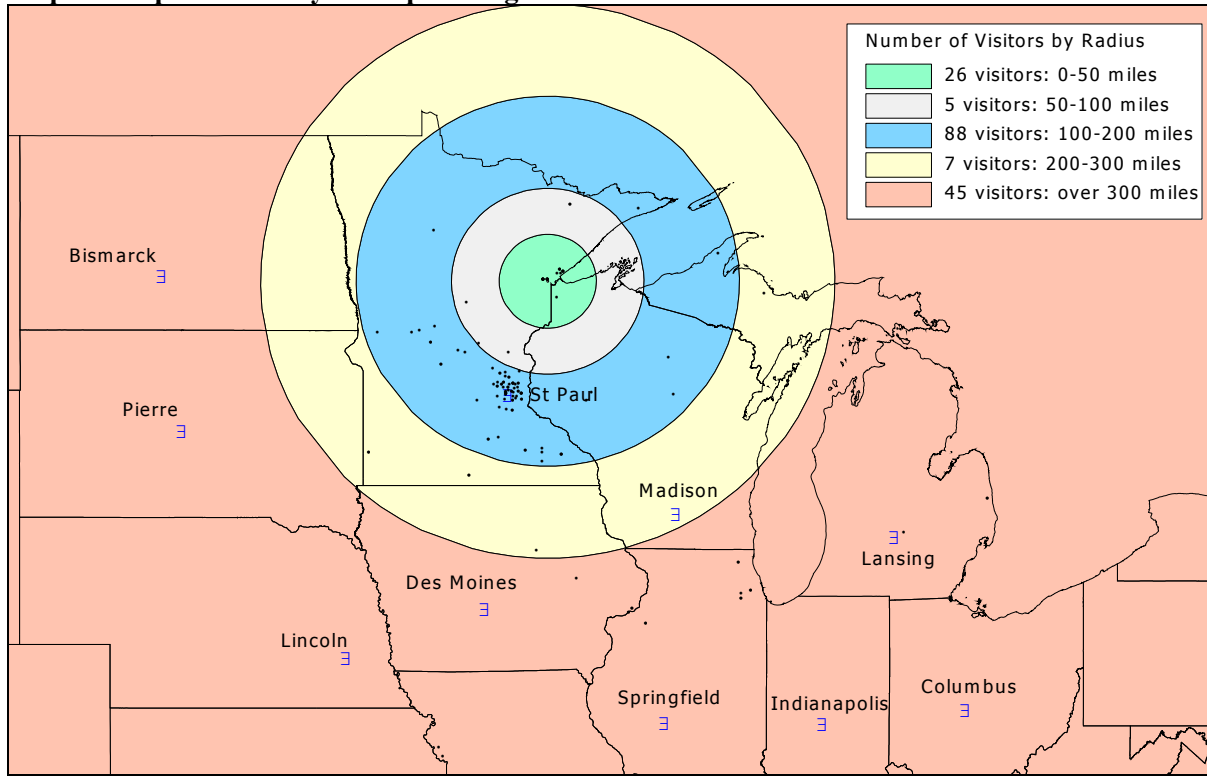 Number of Visitors by Radius
26 visitors: 0-50 miles
5 visitors: 50-100 miles
88 visitors: 100-200 miles
7 visitors: 200-300 miles
45 visitors: over 300 miles
Bismarck
Pierre
St Paul
Madison
Lansing
Des Moines
Lincoln
Springfield
Indianapolis
Columbus